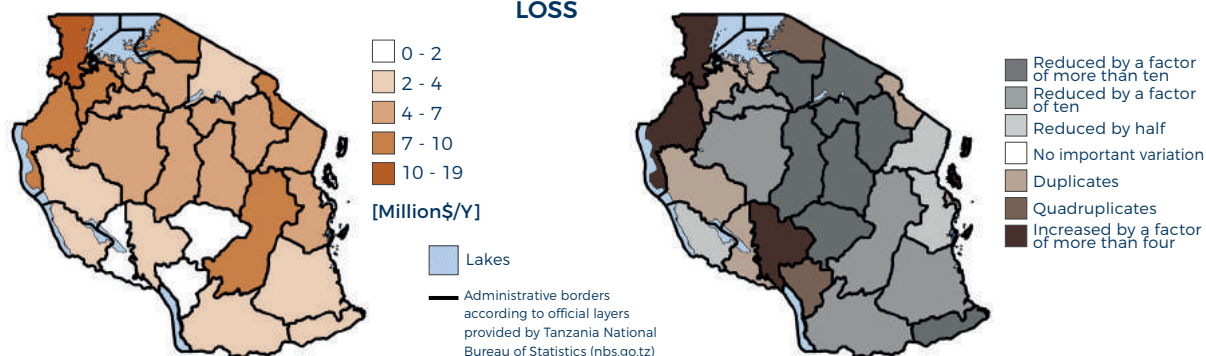 LOSS
0 - 2
2 - 4
4 - 7
7 - 10
10 - 19
[Million$/Y]
Lakes
Administrative borders
according to official layers
provided by Tanzania National
Bureau of Statistics (nbs.go.tz)
Reduced by a factor
of more than ten
Reduced by a factor
of ten
Reduced by half
No important variation
Duplicates
Quadruplicates
Increased by a factor
of more than four